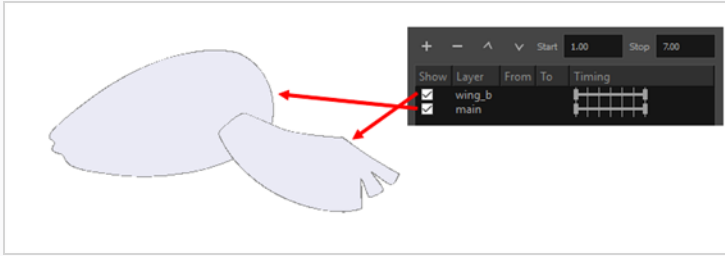 + − ^ v Start 1.00 Stop 7.00
Show Layer From To Timing
wing_b
main